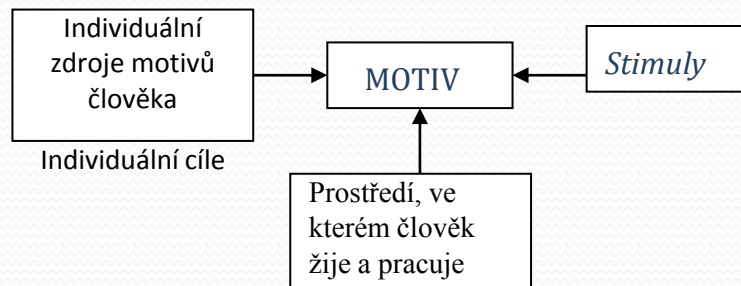 Individuální
zdroje motivů
člověka
MOTIV
Stimuly
Individuální cíle
Prostředí, ve
kterém člověk
žije a pracuje